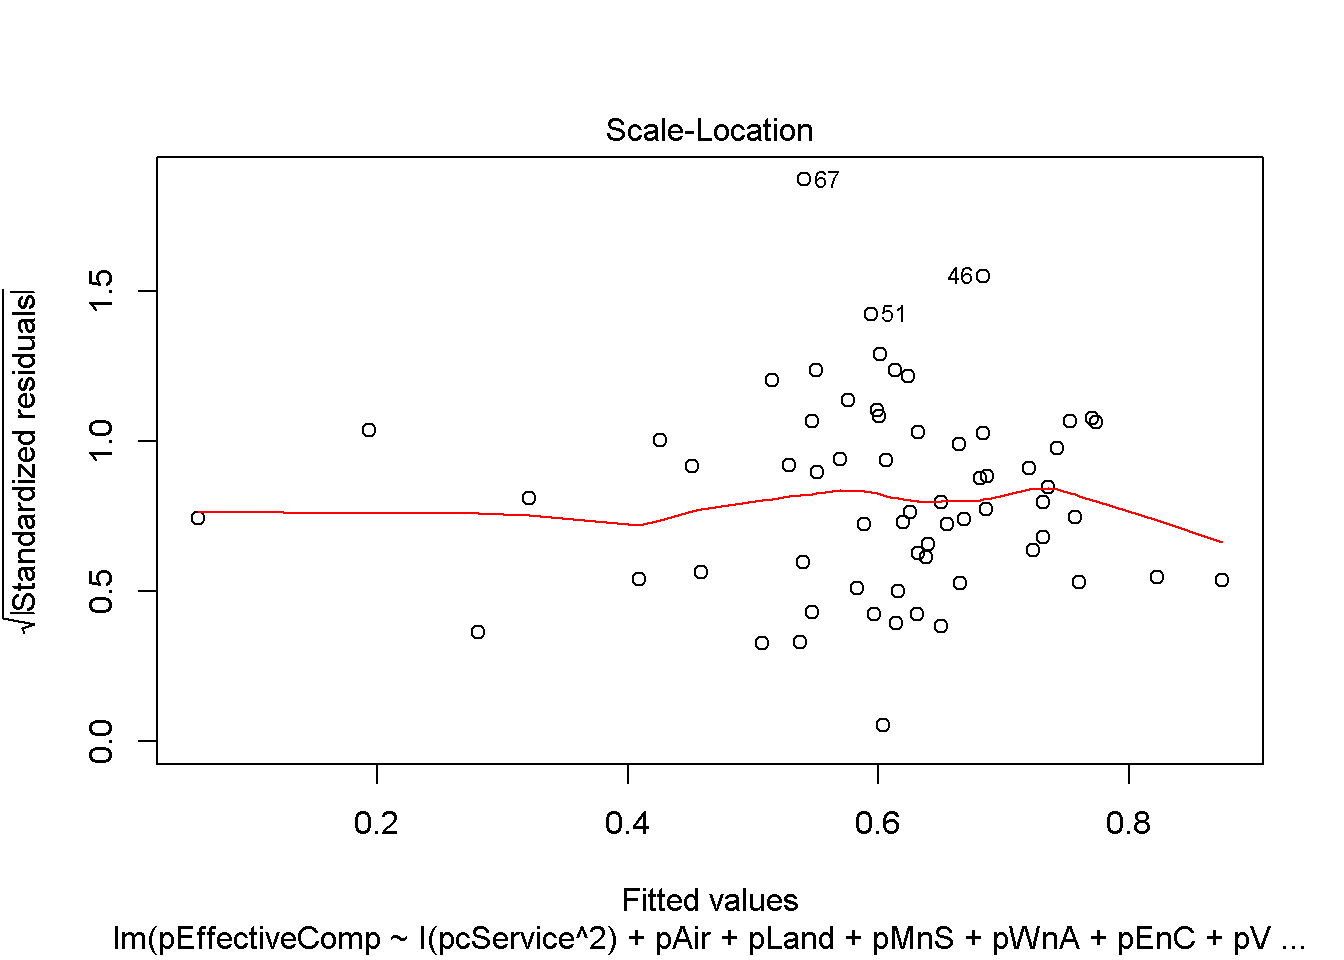 Scale-Location
67
46
51
√|Standardized residuals|
1.5
1.0
0.5
0.0
0.2 0.4 0.6 0.8
Fitted values
lm(pEffectiveComp ~ I(pcService^2) + pAir + pLand + pMnS + pWnA + pEnC + pV ...